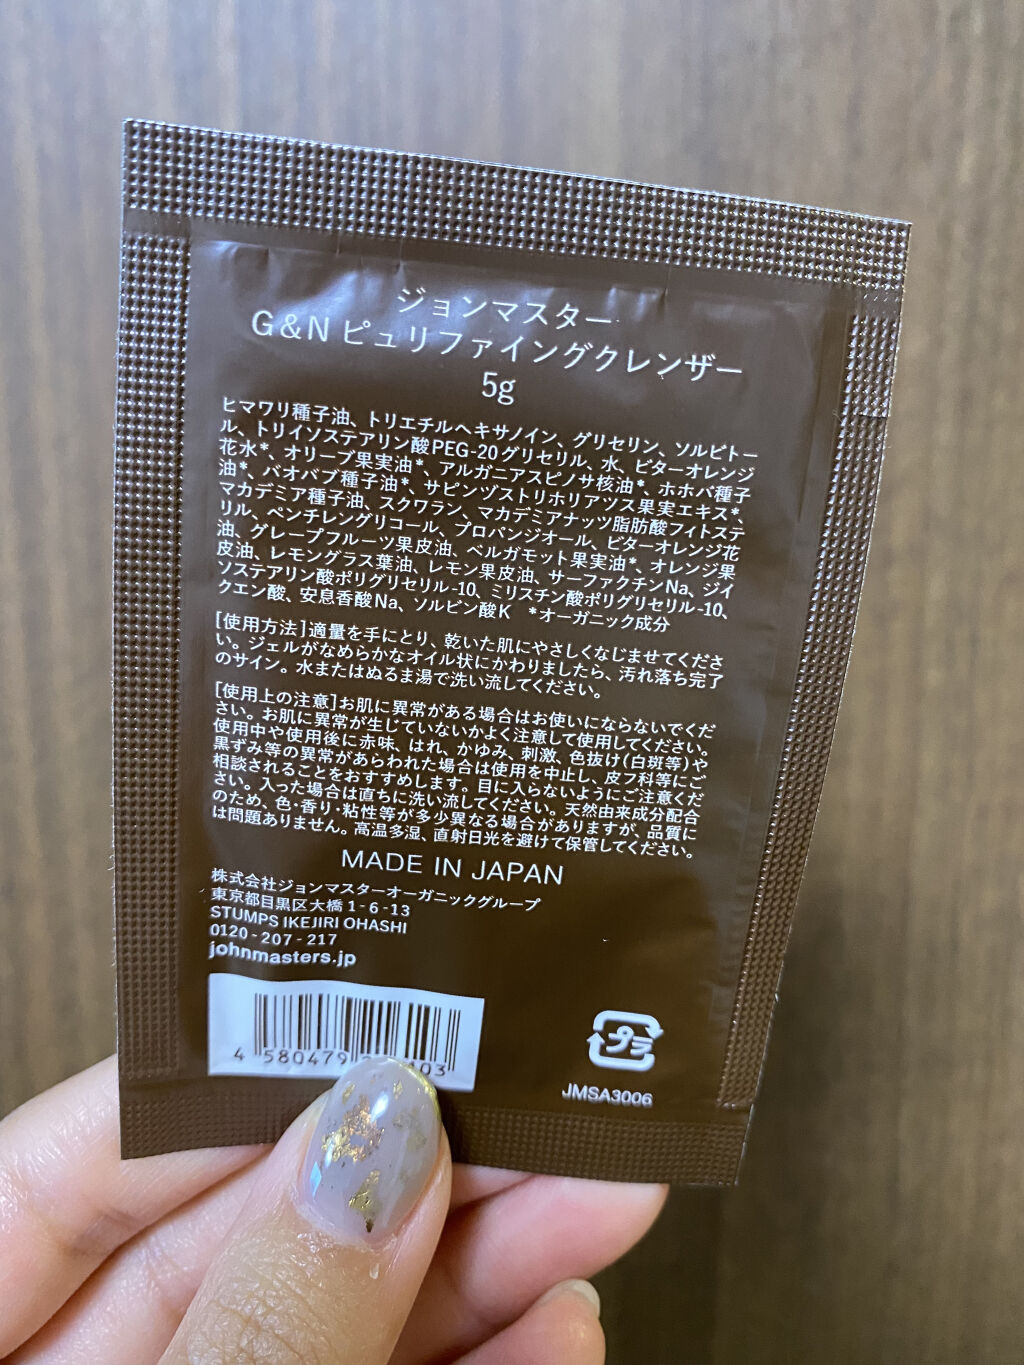 ジョンマスター
G&N ピュリファイングクレンザー
5g
ヒマワリ種子油、トリエチルヘキサノイン、グリセリン、ソルビトー
ル、トリイソステアリン酸PEG-20グリセリル、水、ビターオレンジ
花水*、オリーブ果実油*、アルガニアスピノサ核油*、ホホバ種子
油*、バオバブ種子油*、サピンヅストリホリアツス果実エキス*、
マカデミア種子油、スクワラン、マカデミアナッツ脂肪酸フィトステ
リル、ペンチレングリコール、プロパンジオール、ビターオレンジ花
油、グレープフルーツ果皮油、ベルガモット果実油*、オレンジ果
皮油、レモングラス葉油、レモン果皮油、サーファクチンNa、ジイ
ソステアリン酸ポリグリセリル-10、ミリスチン酸ポリグリセリル-10、
クエン酸、安息香酸Na、ソルビン酸K *オーガニック成分
[使用方法]適量を手にとり、乾いた肌にやさしくなじませてくださ
い。ジェルがなめらかなオイル状にかわりましたら、汚れ落ち完了
のサイン。水またはぬるま湯で洗い流してください。
[使用上の注意]お肌に異常がある場合はお使いにならないでくだ
さい。お肌に異常が生じていないかよく注意して使用してください。
使用中や使用後に赤味、はれ、かゆみ、刺激、色抜け(白斑等)や
黒ずみ等の異常があらわれた場合は使用を中止し、皮フ科等にご
相談されることをおすすめします。目に入らないようにご注意くだ
さい。入った場合は直ちに洗い流してください。天然由来成分配合
のため、色・香り・粘性等が多少異なる場合がありますが、品質に
は問題ありません。高温多湿、直射日光を避けて保管してください。
MADE IN JAPAN
株式会社ジョンマスターオーガニックグループ
東京都目黒区大橋1-6-13
STUMPS IKEJIRI OHASHI
0120-207-217
johnmasters.jp
4 580479 403
プラ
JMSA3006